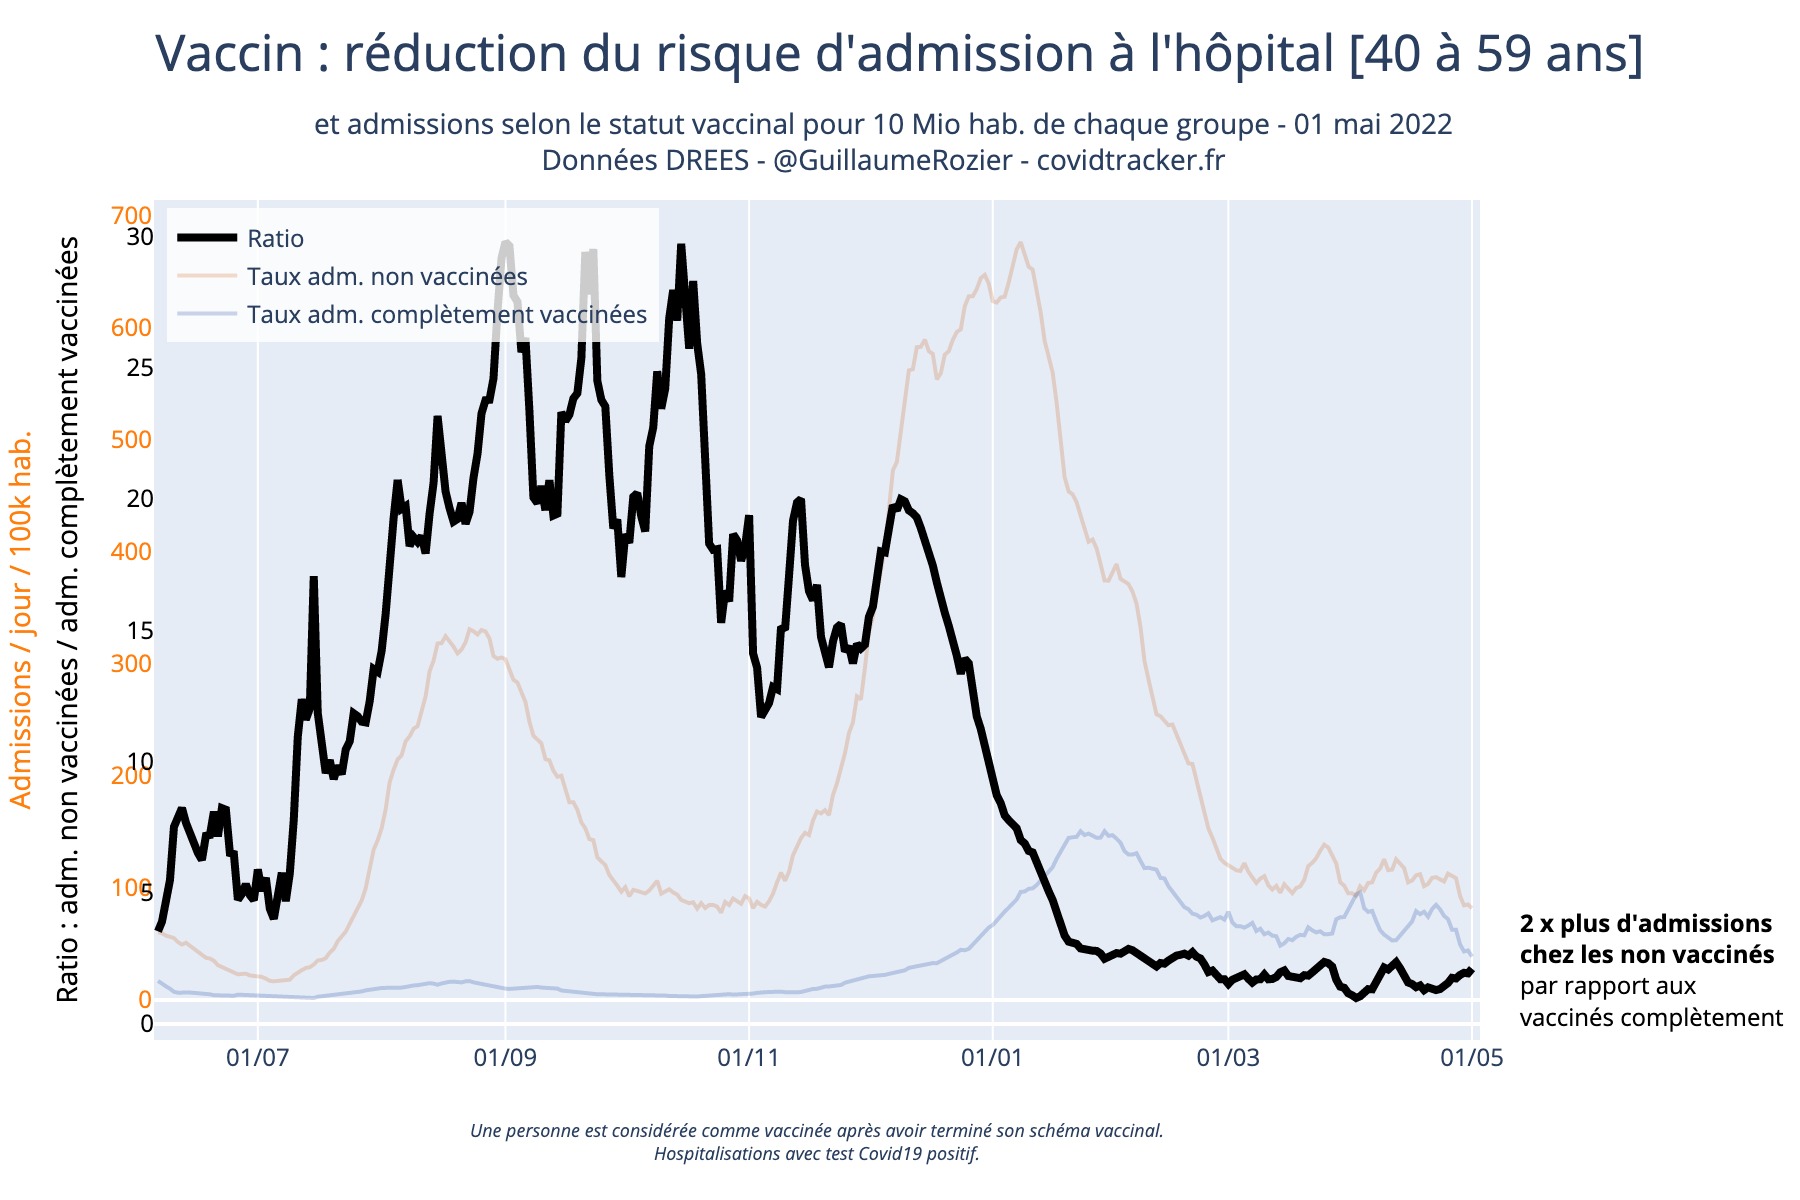 Vaccin : réduction du risque d'admission à l'hôpital [40 à 59 ans]
et admissions selon le statut vaccinal pour 10 Mio hab. de chaque groupe - 01 mai 2022
Données DREES - @GuillaumeRozier - covidtracker.fr
Admissions / jour / 100k hab.
Ratio : adm. non vaccinées / adm. complètement vaccinées
700
30
600
25
500
20
400
15
300
10
200
100
5
0
0
Ratio
Taux adm. non vaccinées
Taux adm. complètement vaccinées
2 x plus d'admissions
chez les non vaccinés
par rapport aux
vaccinés complètement
01/07
01/09
01/11
01/01
01/03
01/05
Une personne est considérée comme vaccinée après avoir terminé son schéma vaccinal.
Hospitalisations avec test Covid19 positif.